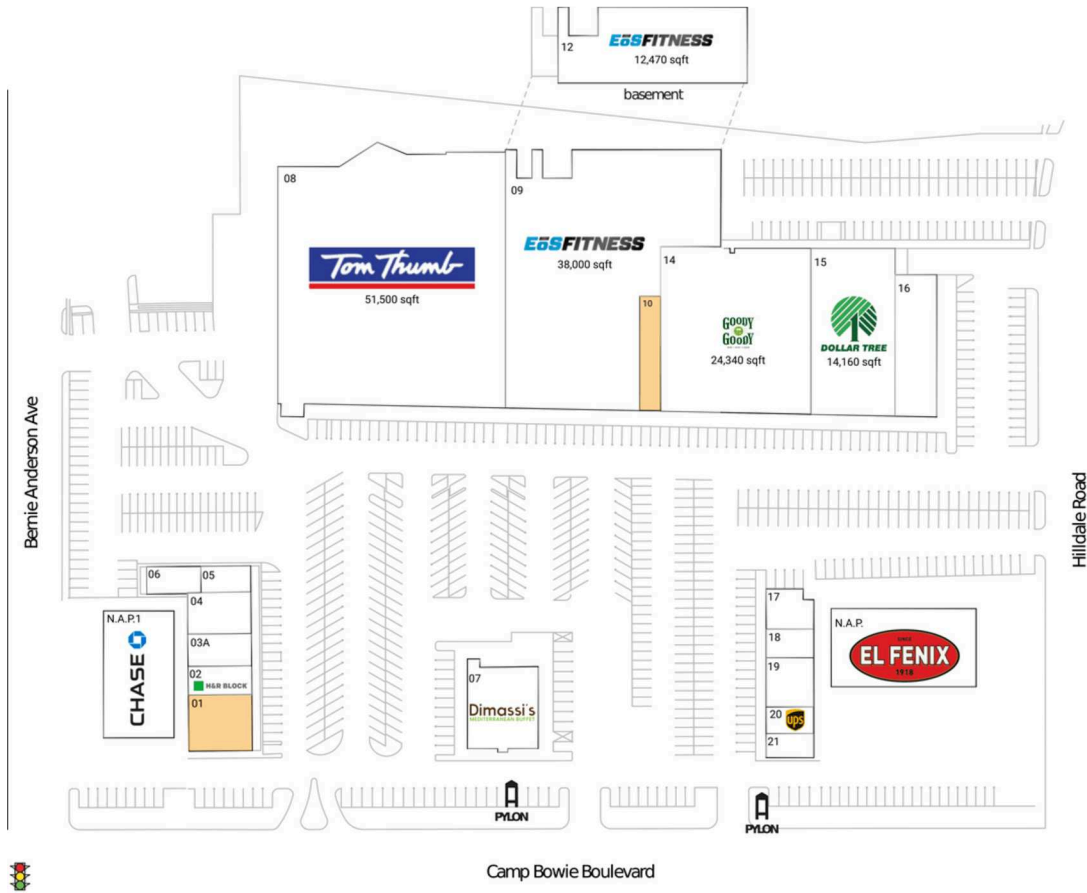 12
EōSFITNESS
12,470 sqft
basement
08
Tom Thumb
51,500 sqft
09
EōSFITNESS
38,000 sqft
10
14
GOODY
GOODY
24,340 sqft
15
DOLLAR TREE
14,160 sqft
16
Bernie Anderson Ave
Hilldale Road
06
05
04
03A
02
H&R BLOCK
01
N.A.P.1
CHASE
07
Dimassi's
MEDITERRANEAN BUFFET
17
18
19
20
ups
21
N.A.P.
SINCE
EL FENIX
1918
PYLON
PYLON
Camp Bowie Boulevard